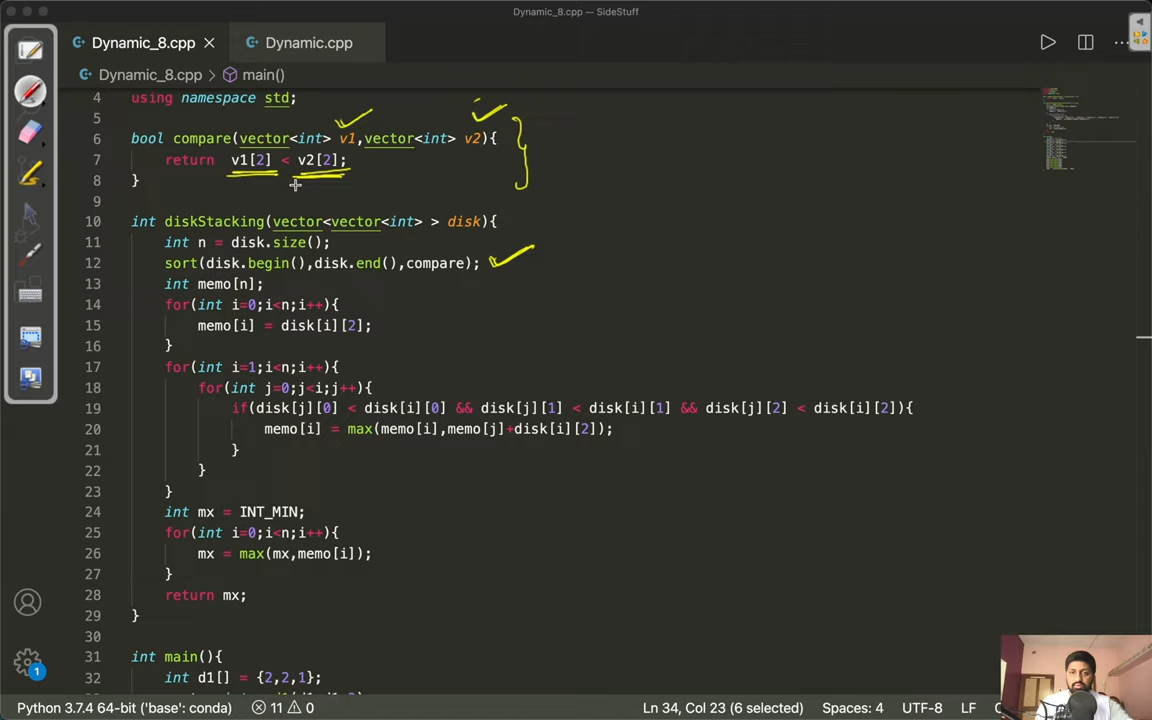 Dynamic_8.cpp — SideStuff
Dynamic_8.cpp Dynamic.cpp
Dynamic_8.cpp > main()
4 using namespace std;
5
6 bool compare(vector<int> v1,vector<int> v2){
7 return v1[2] < v2[2];
8 }
9
10 int diskStacking(vector<vector<int> > disk){
11 int n = disk.size();
12 sort(disk.begin(),disk.end(),compare);
13 int memo[n];
14 for(int i=0;i<n;i++){
15 memo[i] = disk[i][2];
16 }
17 for(int i=1;i<n;i++){
18 for(int j=0;j<i;j++){
19 if(disk[j][0] < disk[i][0] && disk[j][1] < disk[i][1] && disk[j][2] < disk[i][2]){
20 memo[i] = max(memo[i],memo[j]+disk[i][2]);
21 }
22 }
23 }
24 int mx = INT_MIN;
25 for(int i=0;i<n;i++){
26 mx = max(mx,memo[i]);
27 }
28 return mx;
29 }
30
31 int main(){
32 int d1[] = {2,2,1};
1 Python 3.7.4 64-bit ('base': conda) 11 0 Ln 34, Col 23 (6 selected) Spaces: 4 UTF-8 LF